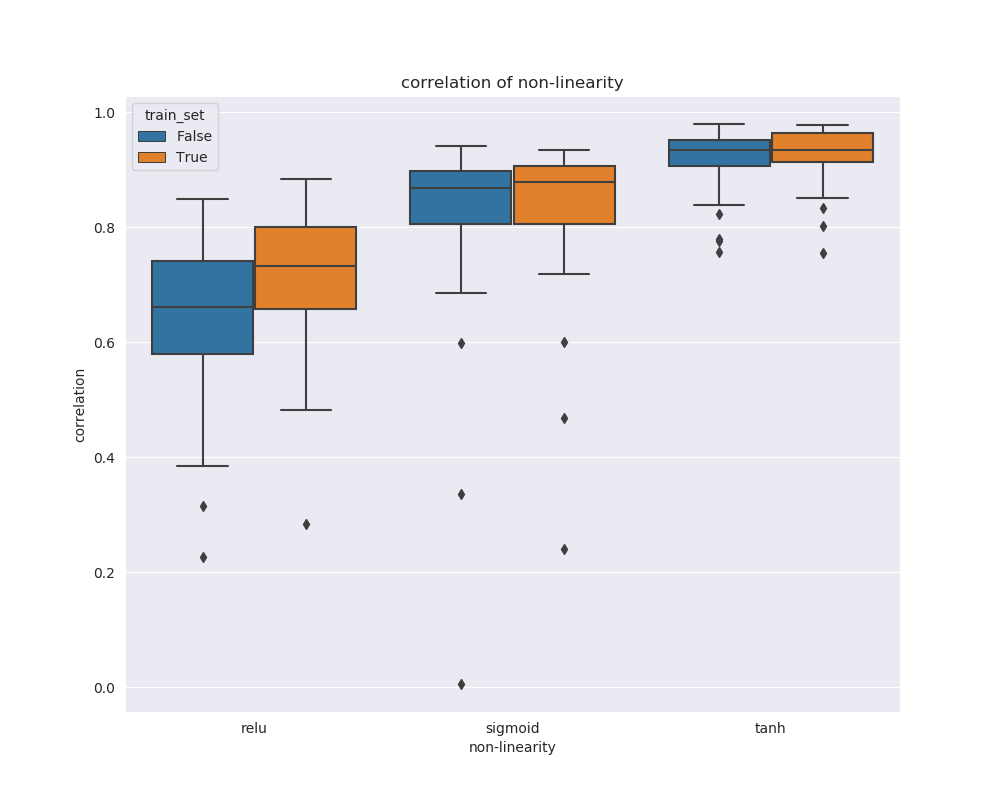 correlation of non-linearity
train_set
False
True
1.0
0.8
0.6
0.4
0.2
0.0
correlation
relu
sigmoid
tanh
non-linearity